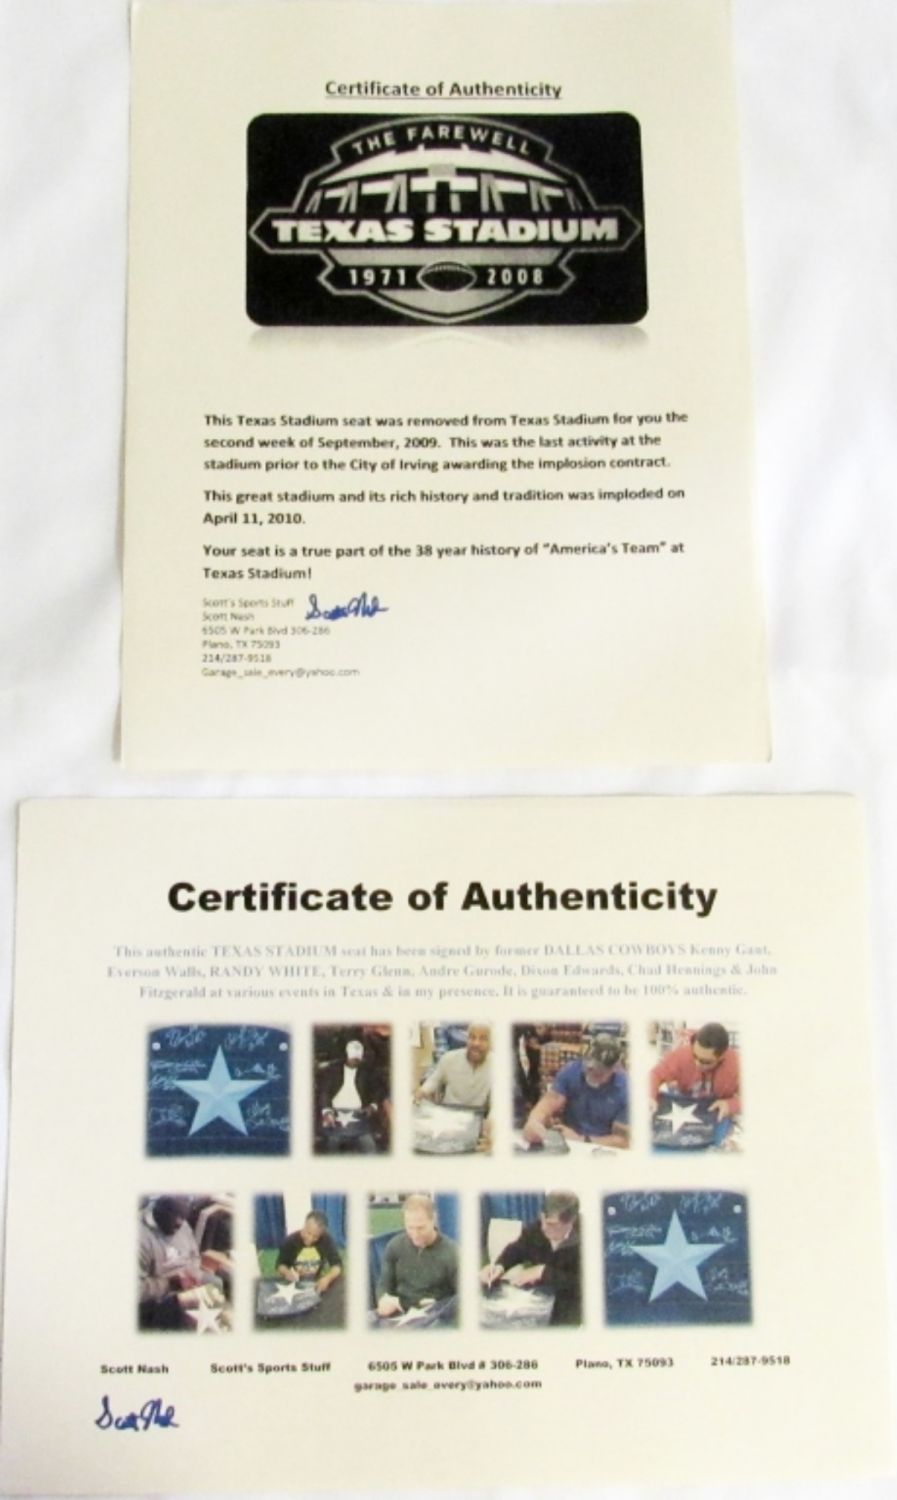 Certificate of Authenticity
THE FAREWELL
TEXAS STADIUM
1971 2008
This Texas Stadium seat was removed from Texas Stadium for you the
second week of September, 2009. This was the last activity at the
stadium prior to the City of Irving awarding the implosion contract.
This great stadium and its rich history and tradition was imploded on
April 11, 2010.
Your seat is a true part of the 38 year history of "America's Team" at
Texas Stadium!
Scott's Sports Stuff
Scott Nash
6505 W Park Blvd 306-286
Plano, TX 75093
214/287-9518
Garage_sale_every@yahoo.com
Certificate of Authenticity
This authentic TEXAS STADIUM seat has been signed by former DALLAS COWBOYS Kenny Gant,
Everson Walls, RANDY WHITE, Terry Glenn, Andre Gurode, Dixon Edwards, Chad Hennings & John
Fitzgerald at various events in Texas & in my presence. It is guaranteed to be 100% authentic.
Scott Nash Scott's Sports Stuff 6505 W Park Blvd # 306-286 Plano, TX 75093 214/287-9518
garage_sale_every@yahoo.com